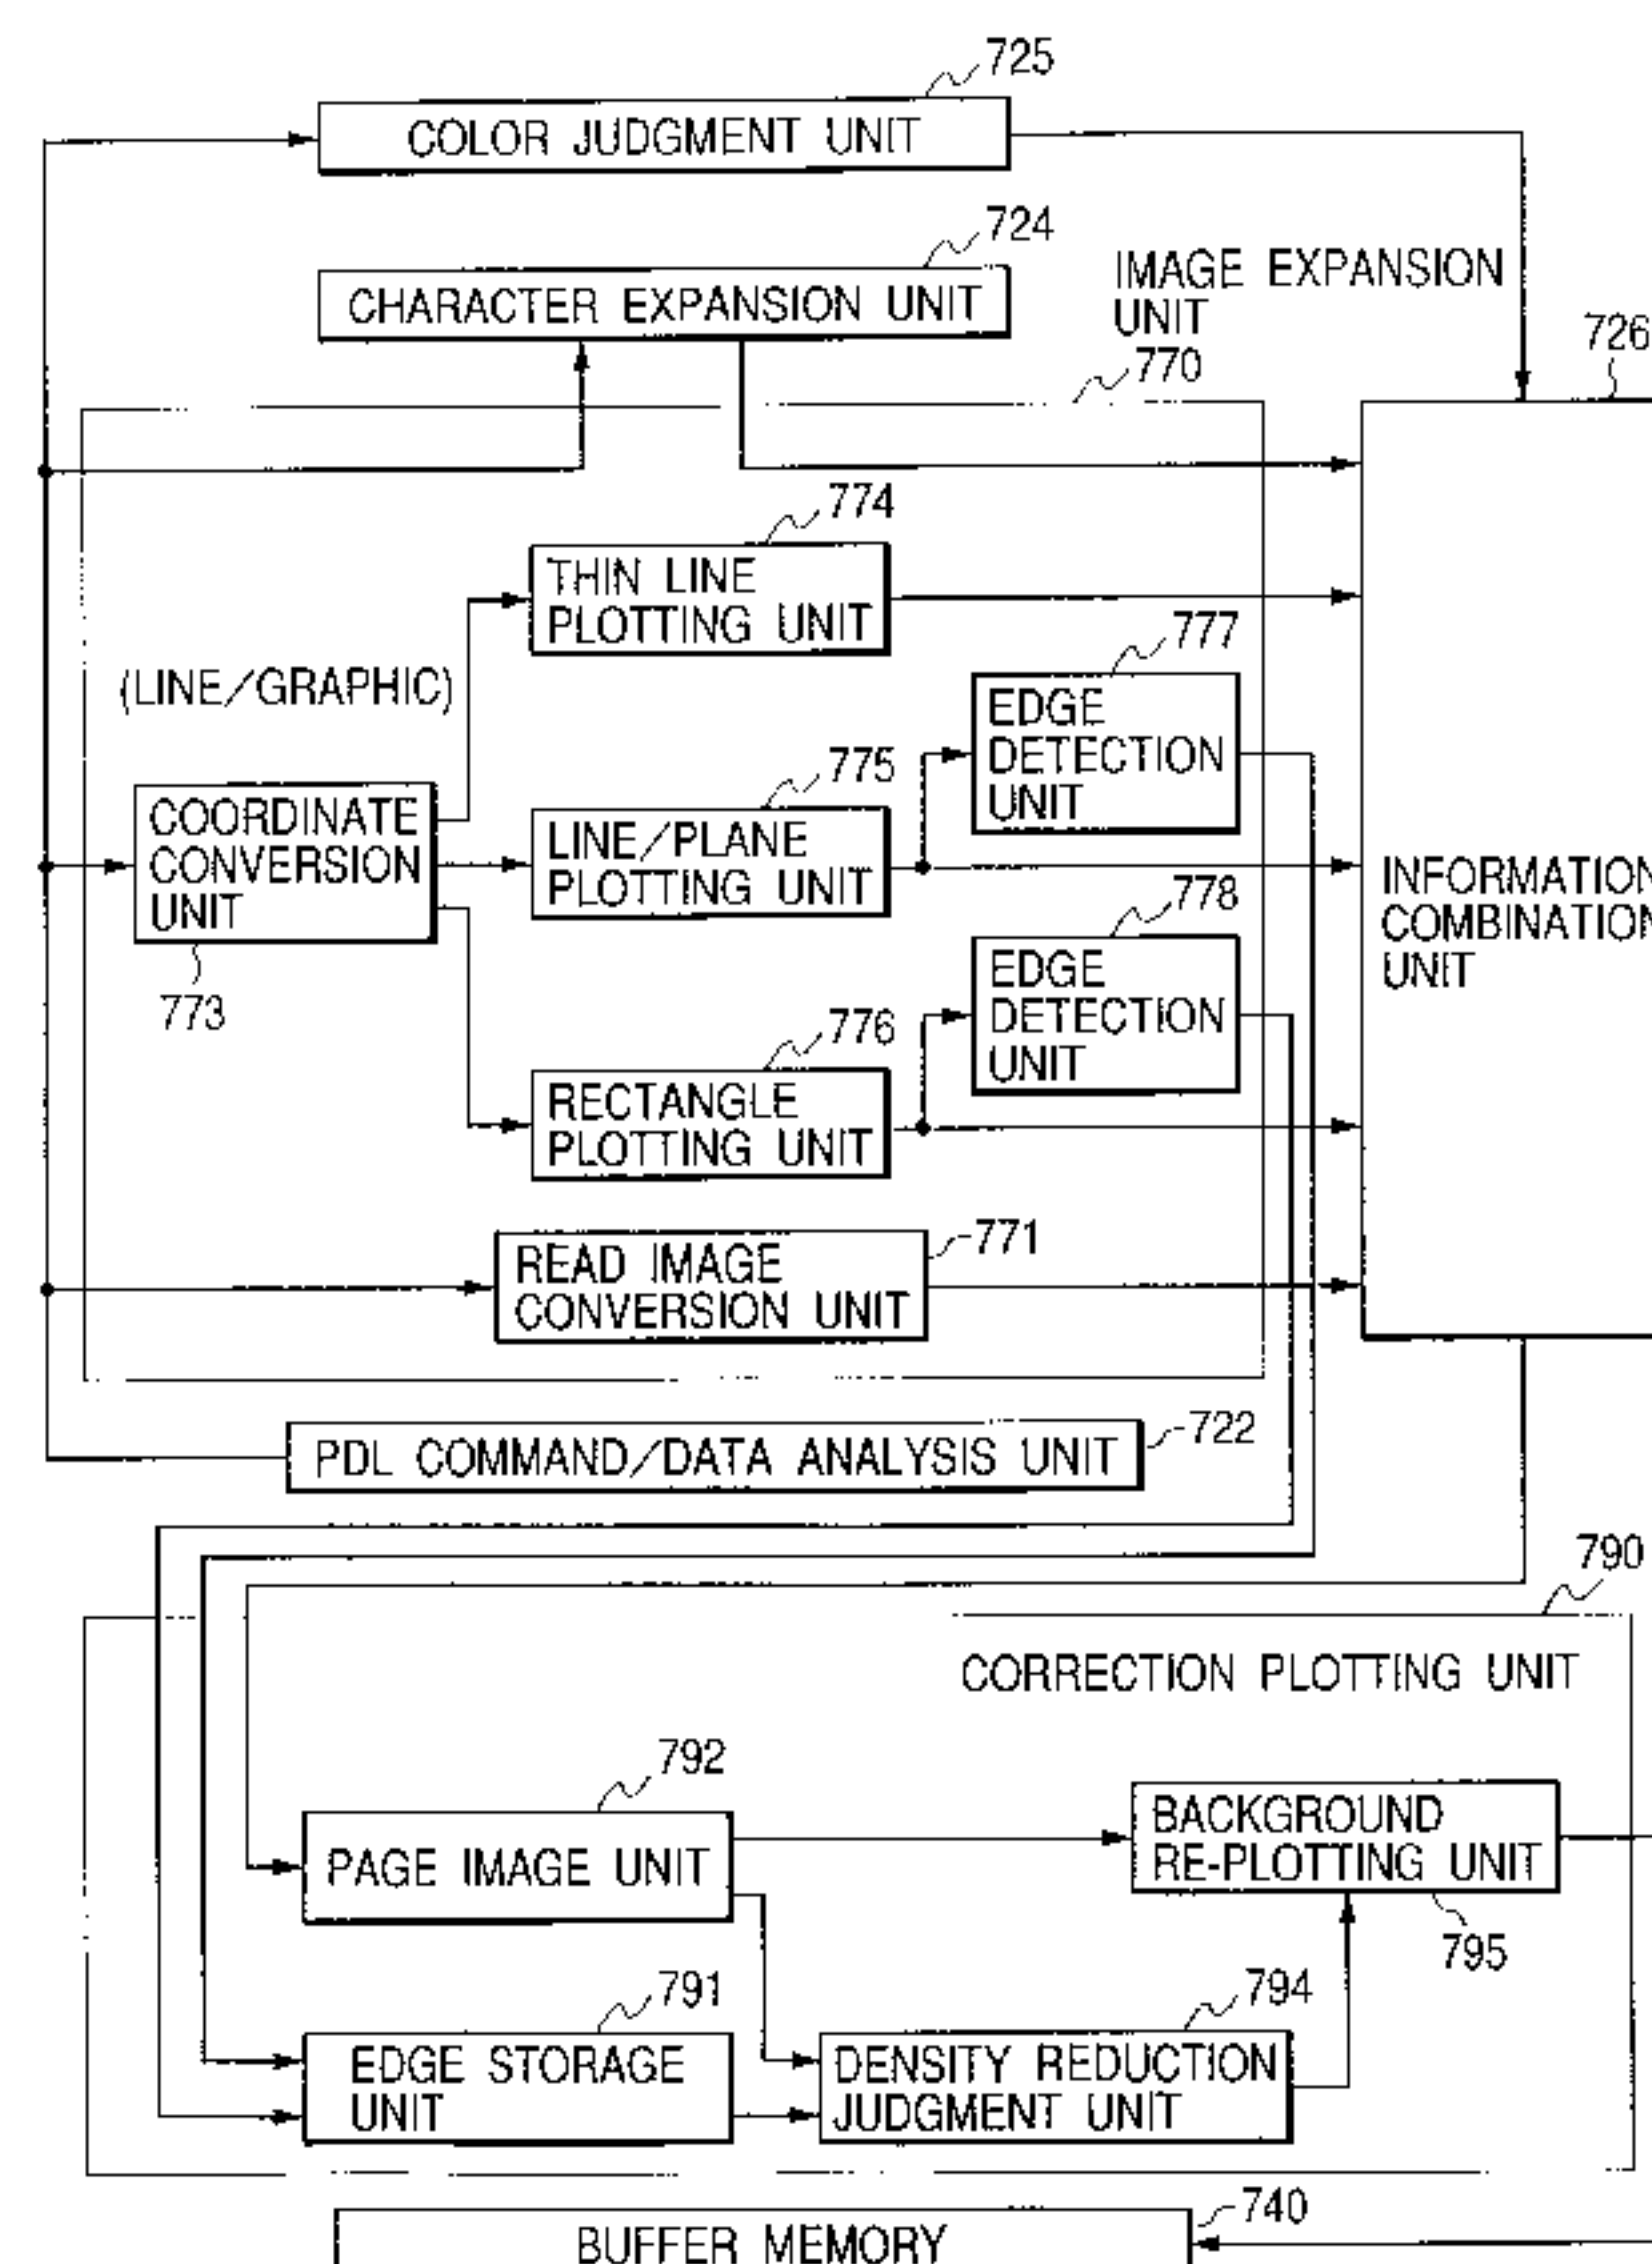 725
COLOR JUDGMENT UNIT
724
CHARACTER EXPANSION UNIT
IMAGE EXPANSION
UNIT
770
726
774
THIN LINE
PLOTTING UNIT
777
(LINE/GRAPHIC)
EDGE
DETECTION
UNIT
775
COORDINATE
CONVERSION
UNIT
773
LINE/PLANE
PLOTTING UNIT
778
INFORMATION
COMBINATION
UNIT
EDGE
DETECTION
UNIT
776
RECTANGLE
PLOTTING UNIT
771
READ IMAGE
CONVERSION UNIT
722
PDL COMMAND/DATA ANALYSIS UNIT
790
CORRECTION PLOTTING UNIT
792
PAGE IMAGE UNIT
BACKGROUND
RE-PLOTTING UNIT
795
791
EDGE STORAGE
UNIT
794
DENSITY REDUCTION
JUDGMENT UNIT
740
BUFFER MEMORY